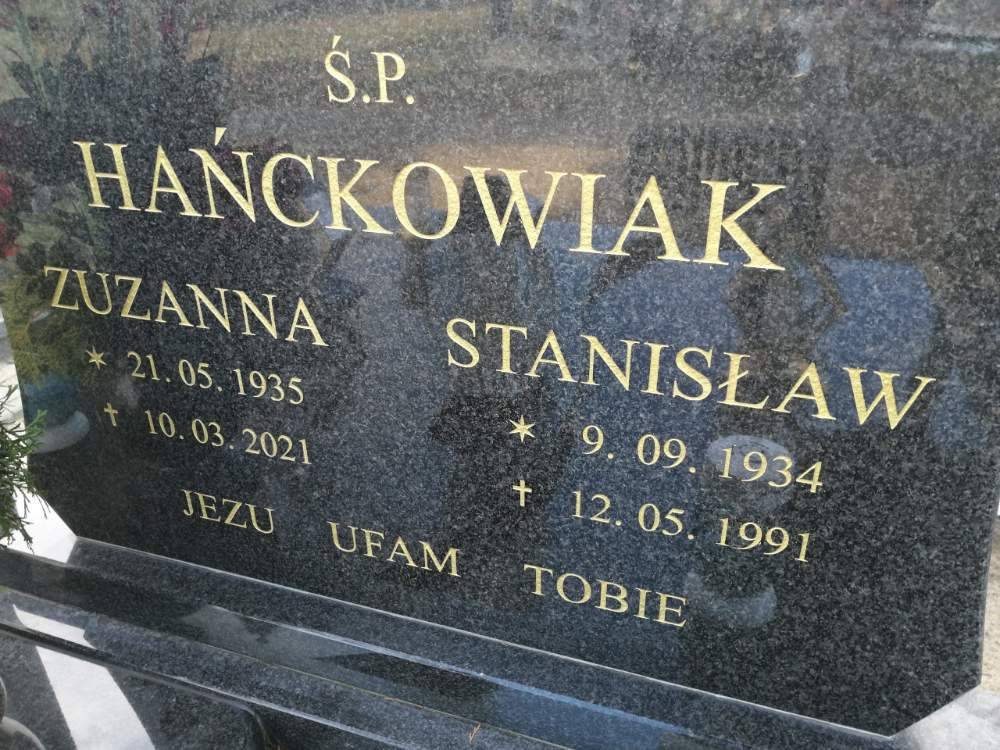 Ś.P.
HAŃCKOWIAK
ZUZANNA
* 21.05.1935
† 10.03.2021
STANISŁAW
* 9.09.1934
† 12.05.1991
JEZU UFAM TOBIE